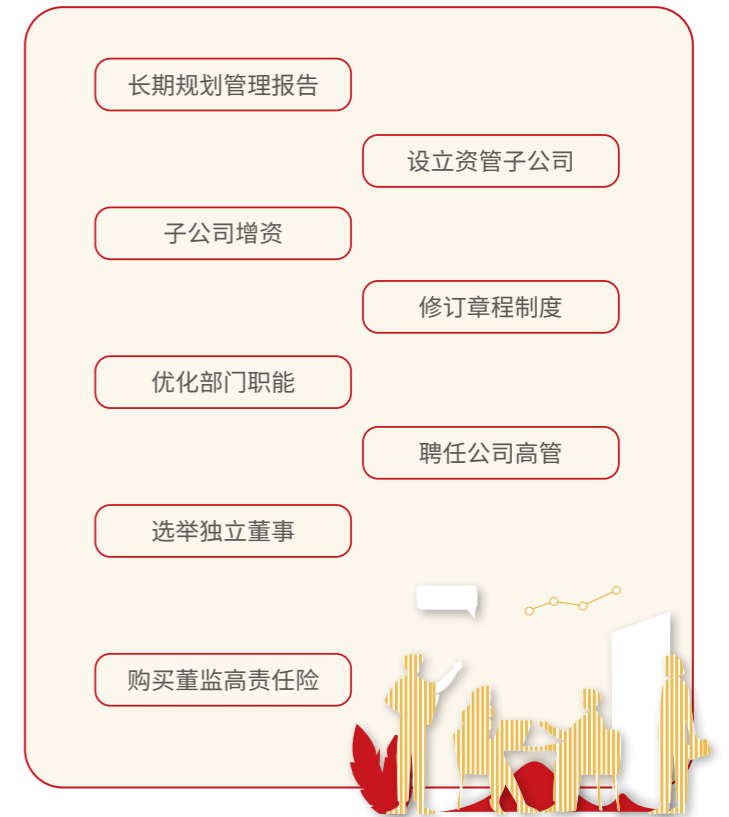 长期规划管理报告
设立资管子公司
子公司增资
修订章程制度
优化部门职能
聘任公司高管
选举独立董事
购买董监高责任险